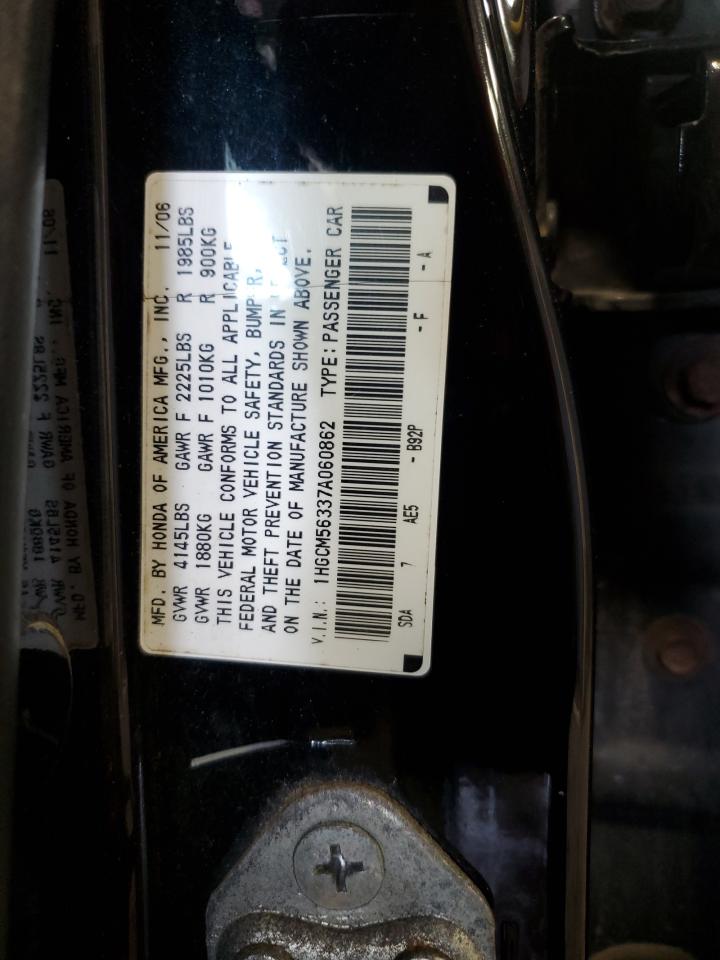 MFD. BY HONDA OF AMERICA MFG., INC. 11/06
GVWR 4145LBS GAWR F 2225LBS R 1985LBS
GVWR 1880KG GAWR F 1010KG R 900KG
THIS VEHICLE CONFORMS TO ALL APPLICABLE
FEDERAL MOTOR VEHICLE SAFETY,
AND THEFT PREVENTION STANDARDS IN
ON THE DATE OF MANUFACTURE SHOWN ABOVE.
V.I.N.: 1HGCM56337A060862 TYPE: PASSENGER CAR
SDA 7 AE5 - B92P - F - A